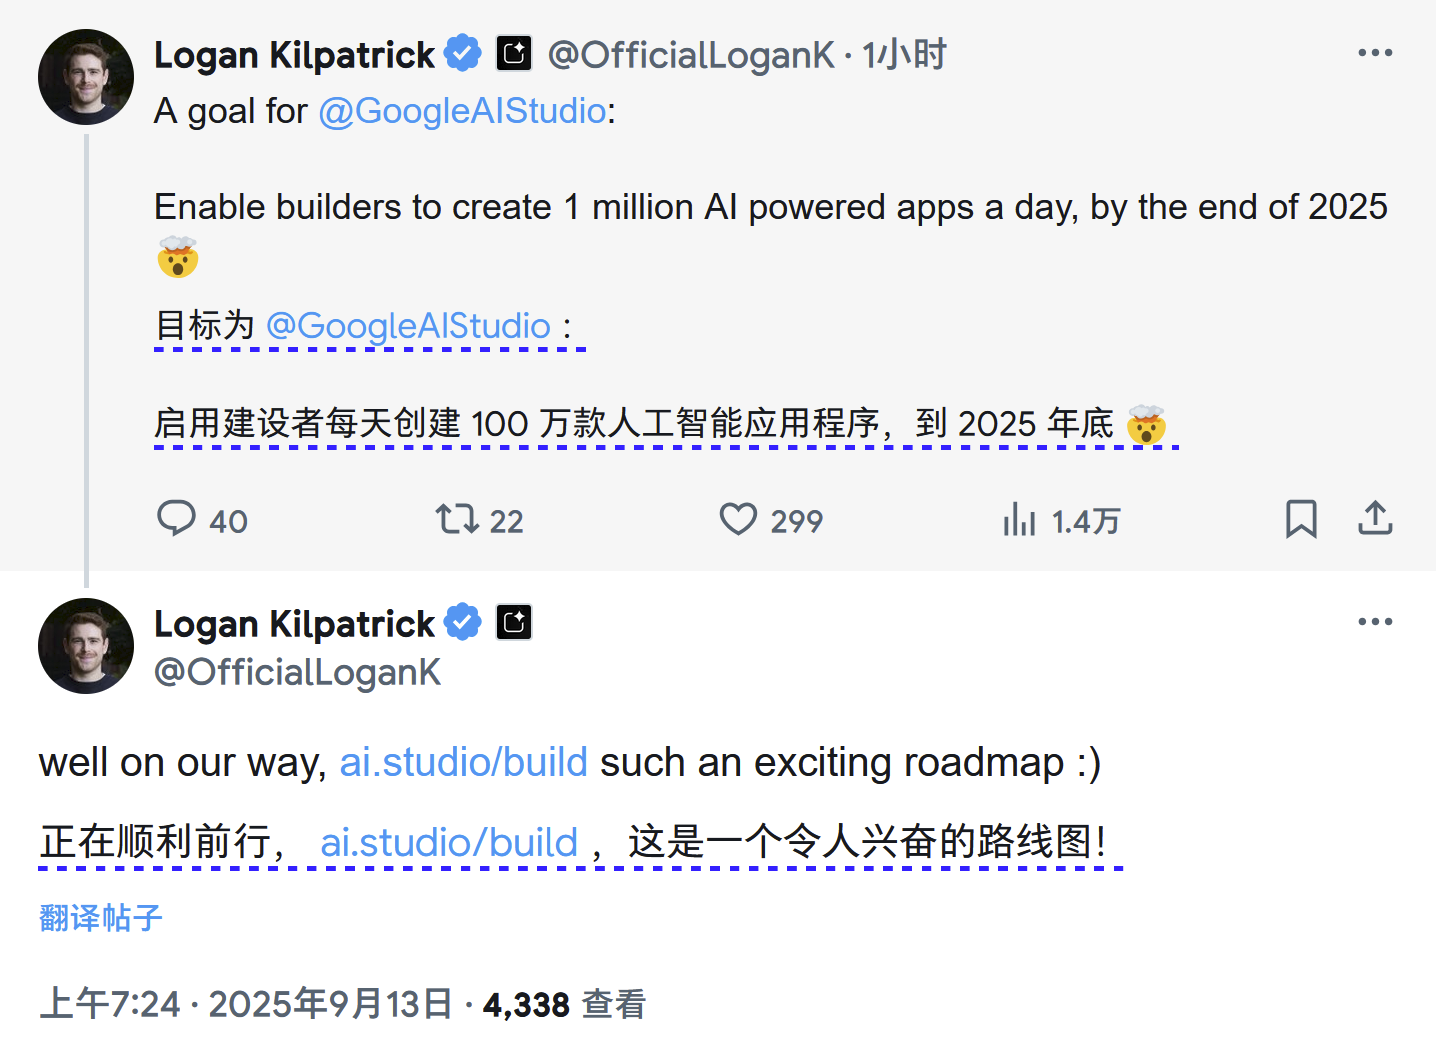 Logan Kilpatrick @OfficialLoganK · 1小时
A goal for @GoogleAIStudio:
Enable builders to create 1 million AI powered apps a day, by the end of 2025
🤯
目标为 @GoogleAIStudio ：
启用建设者每天创建 100 万款人工智能应用程序，到 2025 年底 🤯
40 22 299 1.4万
Logan Kilpatrick
@OfficialLoganK
well on our way, ai.studio/build such an exciting roadmap :)
正在顺利前行， ai.studio/build ，这是一个令人兴奋的路线图！
翻译帖子
上午7:24 · 2025年9月13日 · 4,338 查看